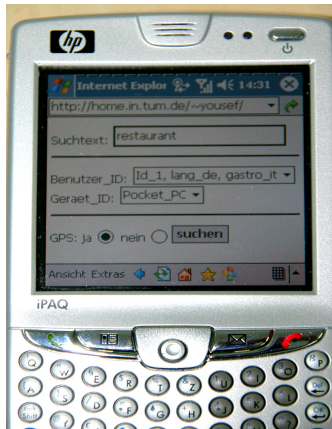 hp
Internet Explor 14:31
http://home.in.tum.de/~yousef/
Suchtext: restaurant
Benutzer_ID: Id_1, lang_de, gastro_it
Geraet_ID: Pocket_PC
GPS: ja nein suchen
Ansicht Extras
iPAQ
Q W E R T Z U I O P
A S D F G H J K L Del
Y X